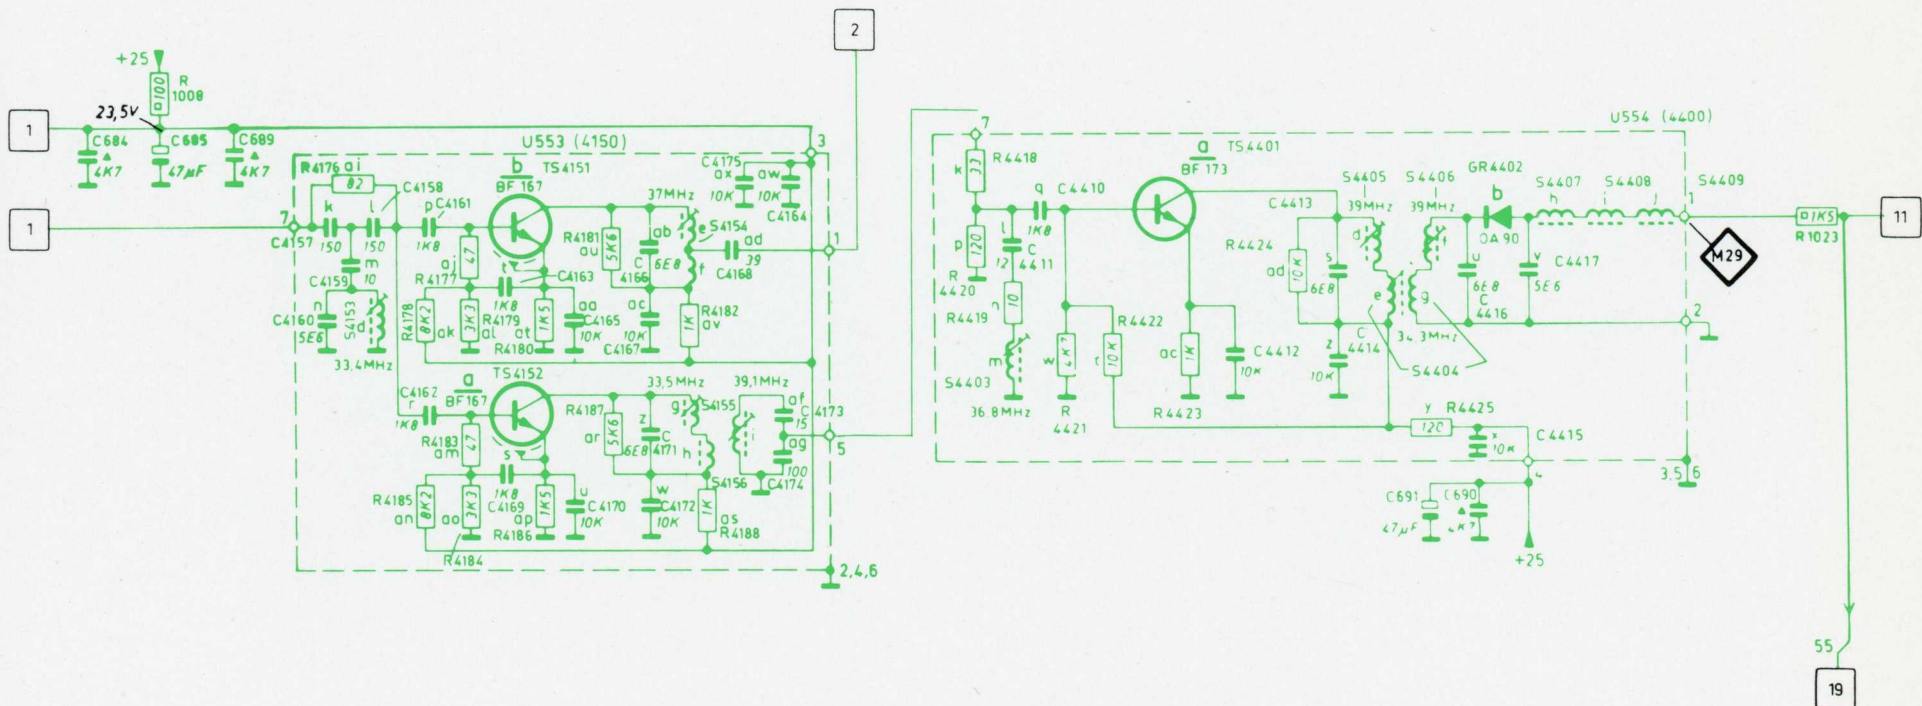 2
+25
100
R
1008
23,5V
1
C684
4K7
C685
47µF
C689
4K7
U553 (4150)
3
R4176
ai
82
C4158
k
l
p
C4161
7
1
C4157
150
150
1K8
C4159
m
10
n
C4160
5E6
S4153
d
33,4MHz
b
BF 167
TS4151
47
aj
R4177
t
C4163
1K8
R4178
8K2
ak
3K3
R4179
al
1K5
at
R4180
aa
C4165
10K
R4181
5K6
au
ab
C
4166
6E8
ac
10K
C4167
37MHz
S4154
e
f
ad
39
C4168
R4182
1K
av
C4175
ax
10K
aw
10K
C4164
1
C4162
r
1K8
a
BF167
TS4152
R4183
am
47
s
1K8
C4169
R4185
an
8K2
ao
3K3
R4184
ap
1K5
R4186
u
C4170
10K
33,5MHz
39,1MHz
R4187
ar
5K6
z
C
4171
6E8
g
S4155
h
S4156
i
af
C
4173
15
ag
100
C4174
w
C4172
10K
1K
as
R4188
5
2,4,6
U554 (4400)
7
k
33
R4418
q
C4410
1K8
p
120
R
4420
l
12
C
4411
n
10
R4419
m
S4403
36.8MHz
a
BF 173
TS4401
w
4K7
R
4421
r
10K
R4422
ac
1K
R4423
C4412
10K
C4413
R4424
ad
10K
s
6E8
S4405
39MHz
d
S4406
39MHz
f
e
g
34,3MHz
S4404
C
4414
z
10K
GR4402
b
OA 90
u
6E8
C
4416
v
C4417
5E6
S4407
h
S4408
i
S4409
j
1
M29
1K5
R1023
11
2
y
R4425
120
x
10K
C4415
4
3,5,6
C691
47µF
C690
4K7
+25
55
19